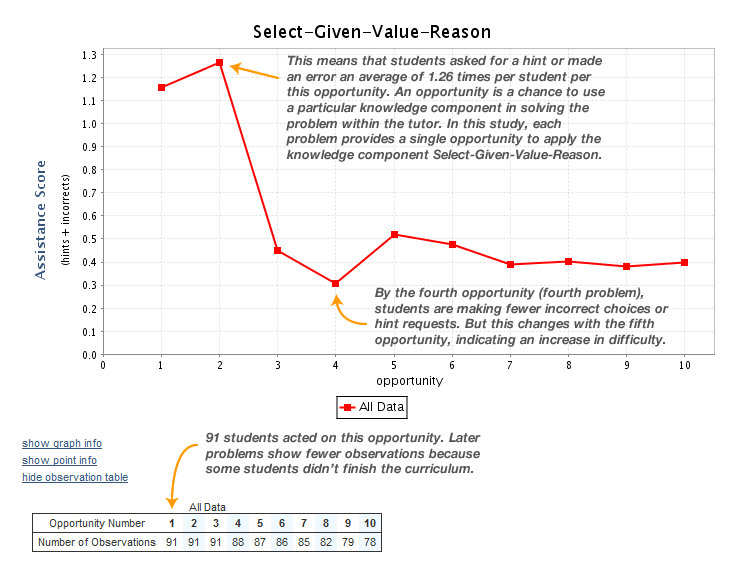 Select-Given-Value-Reason
This means that students asked for a hint or made
an error an average of 1.26 times per student per
this opportunity. An opportunity is a chance to use
a particular knowledge component in solving the
problem within the tutor. In this study, each
problem provides a single opportunity to apply the
knowledge component Select-Given-Value-Reason.
1.3
1.2
1.1
1.0
0.9
0.8
0.7
0.6
0.5
0.4
0.3
0.2
0.1
0.0
Assistance Score
(hints + incorrects)
By the fourth opportunity (fourth problem),
students are making fewer incorrect choices or
hint requests. But this changes with the fifth
opportunity, indicating an increase in difficulty.
0 1 2 3 4 5 6 7 8 9 10
opportunity
All Data
show graph info
show point info
hide observation table
91 students acted on this opportunity. Later
problems show fewer observations because
some students didn't finish the curriculum.
All Data
Opportunity Number 1 2 3 4 5 6 7 8 9 10
Number of Observations 91 91 91 88 87 86 85 82 79 78